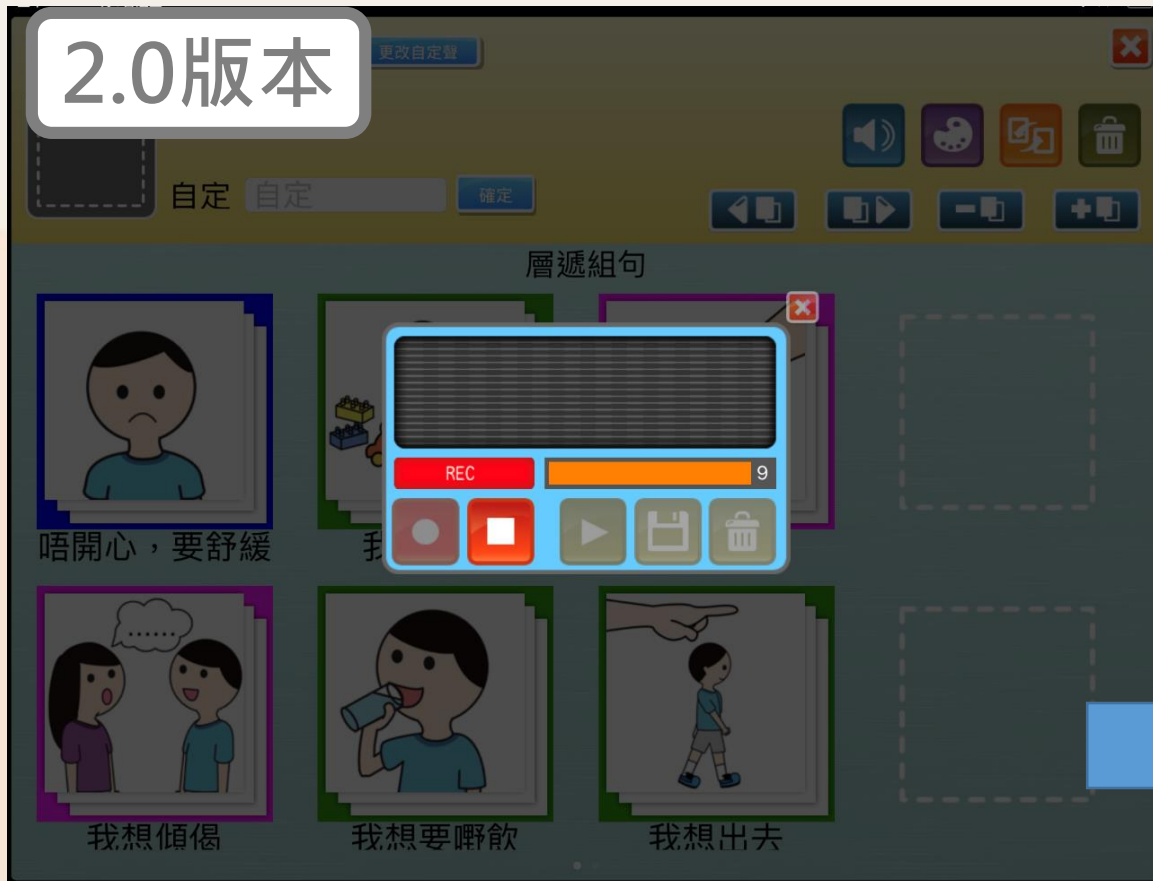 2.0版本
更改自定聲
自定
自定
確定
層遞組句
REC
9
唔開心，要舒緩
我
......
我想傾偈
我想要嘢飲
我想出去